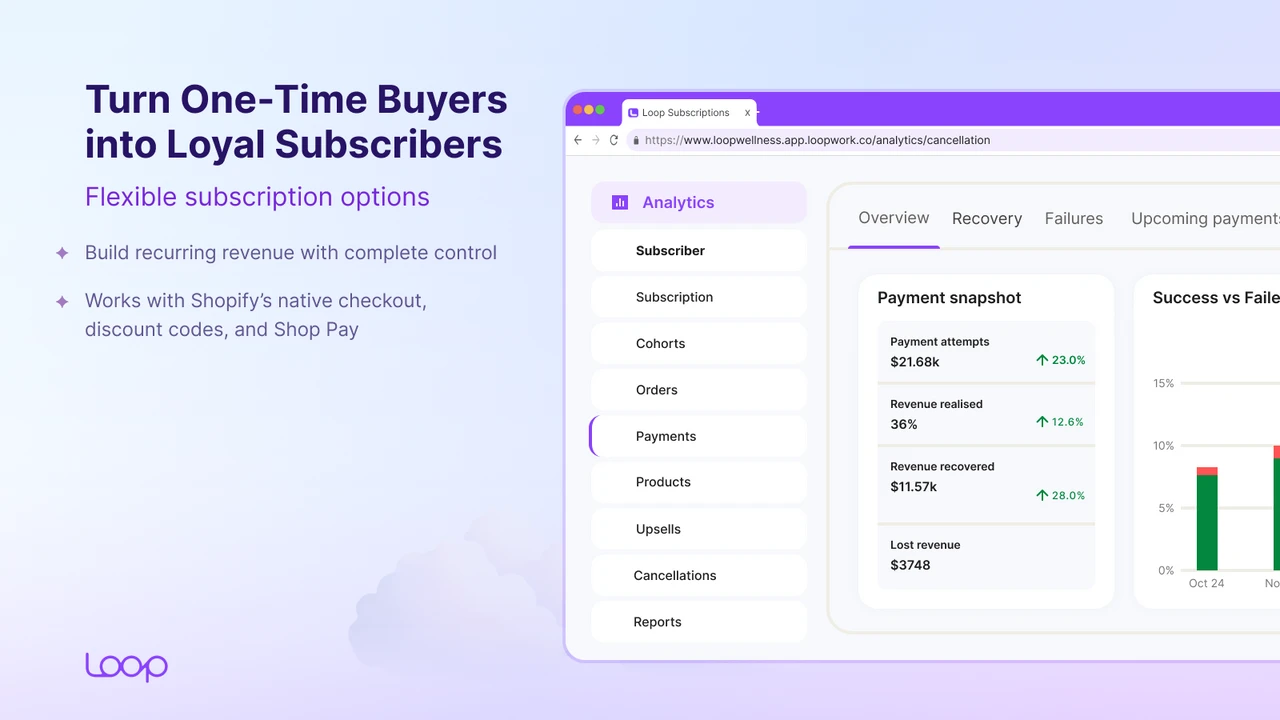 Turn One-Time Buyers
into Loyal Subscribers
Flexible subscription options
Build recurring revenue with complete control
Works with Shopify’s native checkout,
discount codes, and Shop Pay
Loop
Loop Subscriptions x
https://www.loopwellness.app.loopwork.co/analytics/cancellation
Analytics
Subscriber
Subscription
Cohorts
Orders
Payments
Products
Upsells
Cancellations
Reports
Overview Recovery Failures Upcoming payments
Payment snapshot
Payment attempts
$21.68k
23.0%
Revenue realised
36%
12.6%
Revenue recovered
$11.57k
28.0%
Lost revenue
$3748
Success vs Faile
15%
10%
5%
0%
Oct 24 No